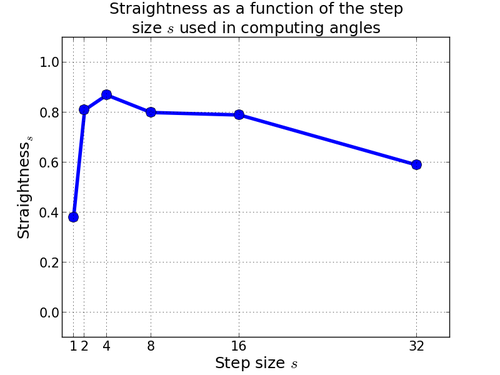 Straightness as a function of the step
size s used in computing angles
Straightnessₛ
1.0
0.8
0.6
0.4
0.2
0.0
1 2 4 8 16 32
Step size s